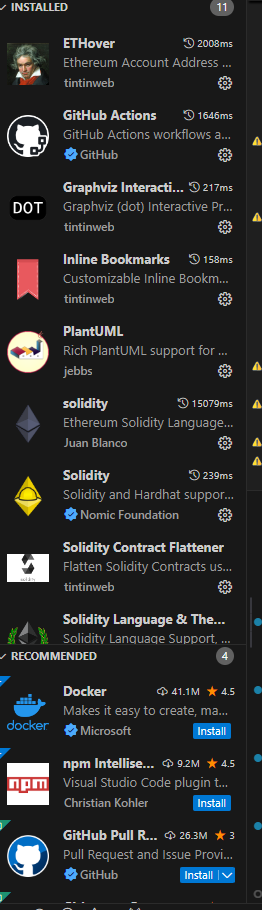 INSTALLED 11
ETHover 2008ms
Ethereum Account Address ...
tintinweb
GitHub Actions 1646ms
GitHub Actions workflows a...
GitHub
Graphviz Interacti... 217ms
DOT
Graphviz (dot) Interactive Pr...
tintinweb
Inline Bookmarks 158ms
Customizable Inline Bookm...
tintinweb
PlantUML
Rich PlantUML support for ...
jebbs
solidity 15079ms
Ethereum Solidity Language...
Juan Blanco
Solidity 239ms
Solidity and Hardhat suppor...
Nomic Foundation
Solidity Contract Flattener
Flatten Solidity Contracts us...
solidity
tintinweb
Solidity Language & The...
Solidity Language Support, ...
RECOMMENDED 4
Docker 41.1M 4.5
Makes it easy to create, ma...
docker
Microsoft Install
npm Intellise... 9.2M 4.5
npm
Visual Studio Code plugin t...
Christian Kohler Install
GitHub Pull R... 26.3M 3
Pull Request and Issue Provi...
GitHub Install